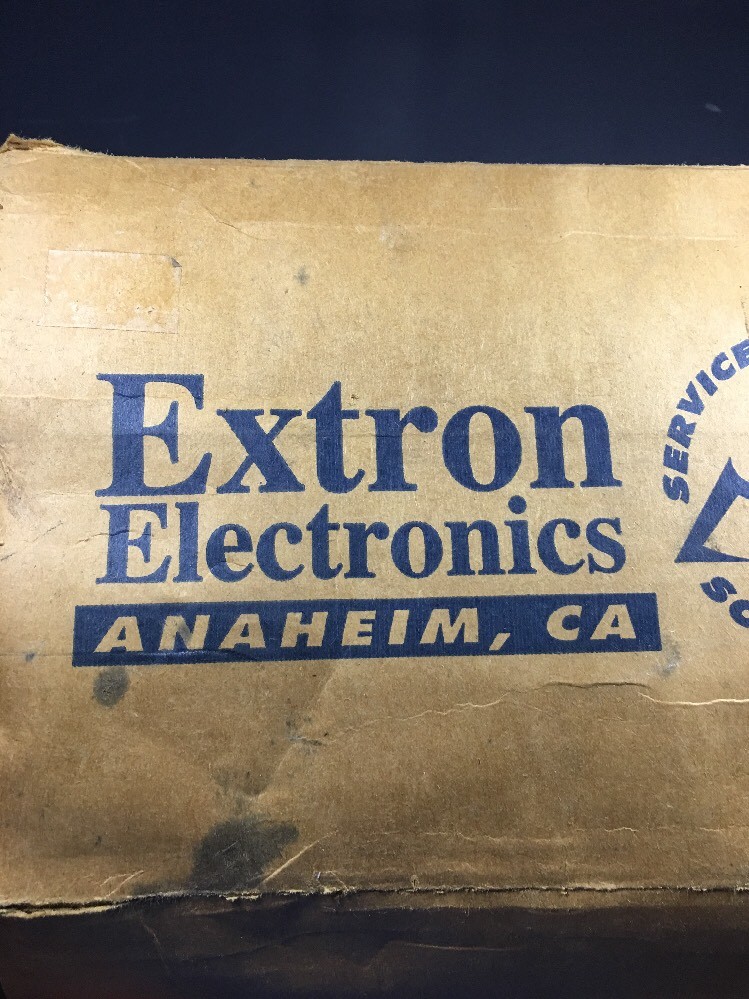 Extron
Electronics
ANAHEIM, CA
SERVICE